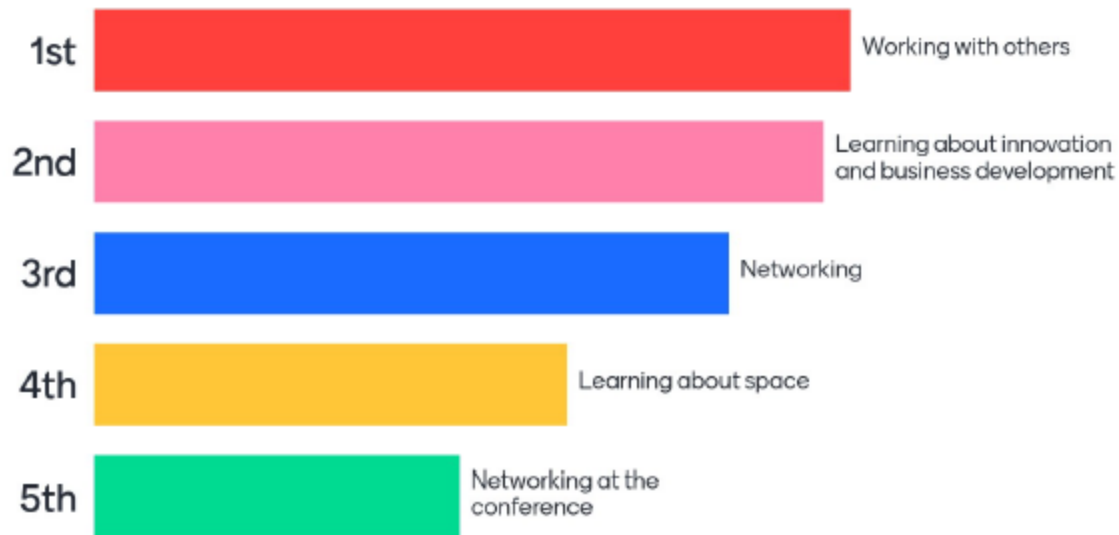 1st
Working with others
2nd
Learning about innovation
and business development
3rd
Networking
4th
Learning about space
5th
Networking at the
conference